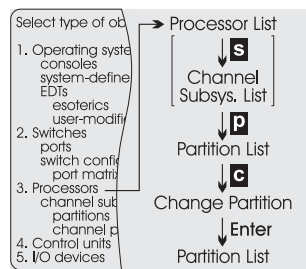 Select type of ob
1. Operating syste
consoles
system-define
EDTs
esoterics
user-modifi
2. Switches
ports
switch config
port matrix
3. Processors
channel sub
partitions
channel p
4. Control units
5. I/O devices
Processor List
s
Channel
Subsys. List
p
Partition List
c
Change Partition
Enter
Partition List